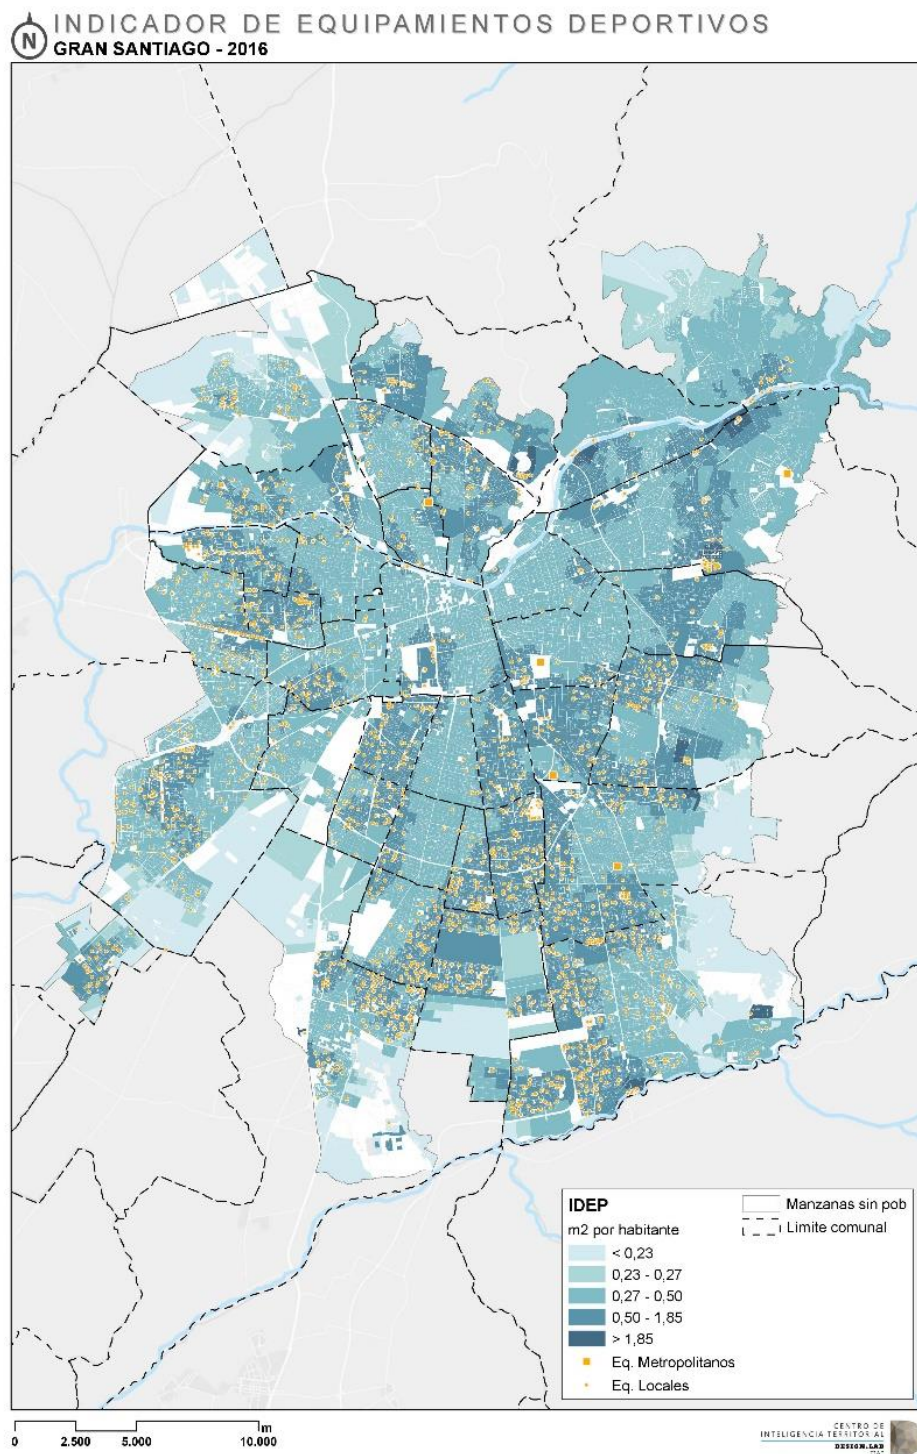 N
INDICADOR DE EQUIPAMIENTOS DEPORTIVOS
GRAN SANTIAGO - 2016
IDEP
m2 por habitante
< 0,23
0,23 - 0,27
0,27 - 0,50
0,50 - 1,85
> 1,85
Eq. Metropolitanos
Eq. Locales
Manzanas sin pob
Limite comunal
m
0 2.500 5.000 10.000
CENTRO DE
INTELIGENCIA TERRITORIAL
DESIGN LAB